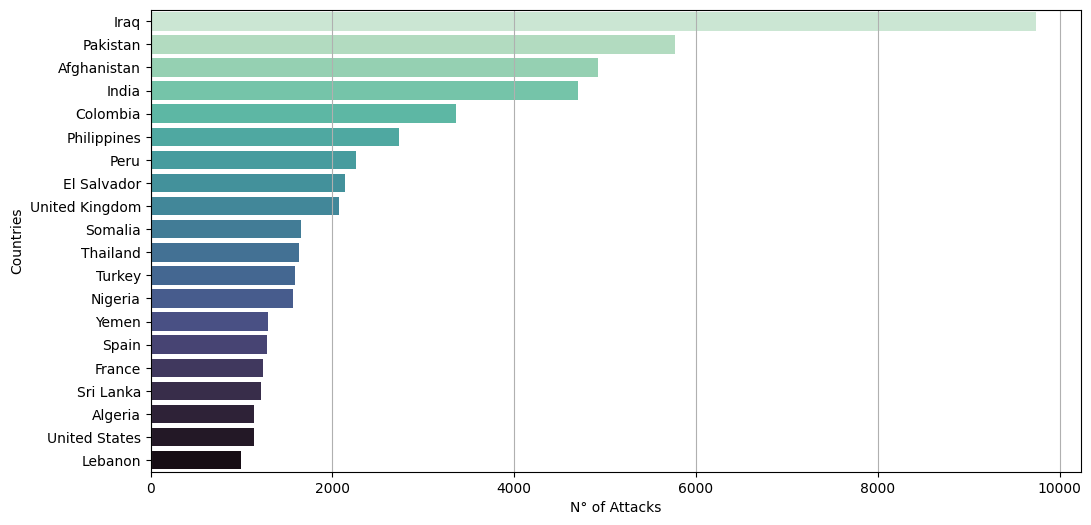 Countries
Iraq
Pakistan
Afghanistan
India
Colombia
Philippines
Peru
El Salvador
United Kingdom
Somalia
Thailand
Turkey
Nigeria
Yemen
Spain
France
Sri Lanka
Algeria
United States
Lebanon
0 2000 4000 6000 8000 10000
N° of Attacks